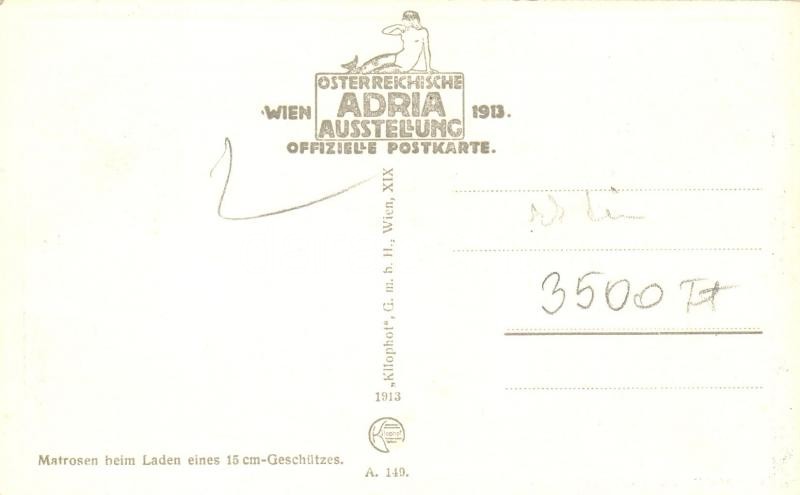 ÖSTERREICHISCHE
WIEN ADRIA 1913.
AUSSTELLUNG
OFFIZIELLE POSTKARTE.
„Kilophot“, G. m. b. H., Wien, XIX
3500 Ft
1913
Kilophot
Matrosen beim Laden eines 15 cm-Geschützes.
A. 149.